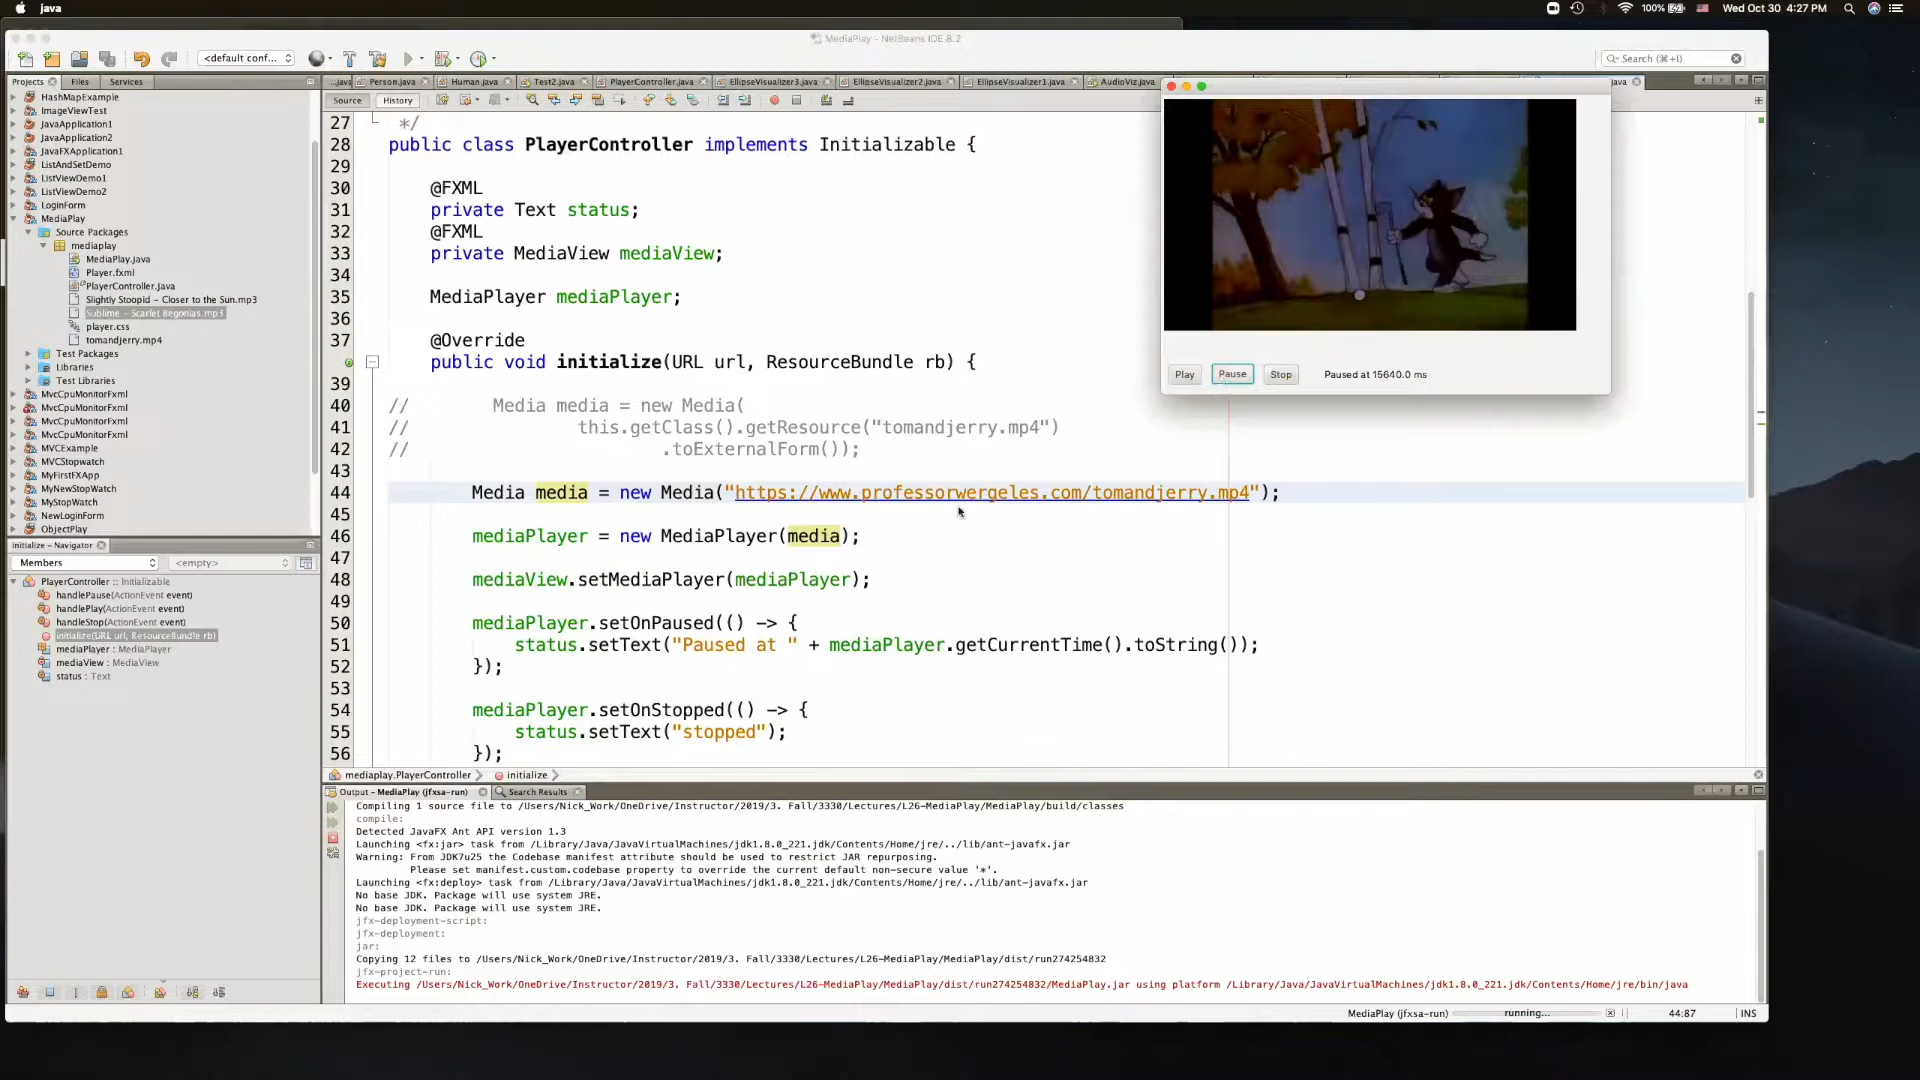 java
100%
Wed Oct 30 4:27 PM
MediaPlay - NetBeans IDE 8.2
<default conf...
Search (⌘+I)
Projects
Files
Services
...java
Person.java
Human.java
Test2.java
PlayerController.java
EllipseVisualizer3.java
EllipseVisualizer2.java
EllipseVisualizer1.java
AudioViz.java
java
Source
History
HashMapExample
ImageViewTest
JavaApplication1
JavaApplication2
JavaFXApplication1
ListAndSetDemo
ListViewDemo1
ListViewDemo2
LoginForm
MediaPlay
Source Packages
mediaplay
MediaPlay.java
Player.fxml
PlayerController.java
Slightly Stoopid - Closer to the Sun.mp3
Sublime - Scarlet Begonias.mp3
player.css
tomandjerry.mp4
Test Packages
Libraries
Test Libraries
MvcCpuMonitorFxml
MvcCpuMonitorFxml
MvcCpuMonitorFxml
MvcCpuMonitorFxml
MVCExample
MVCStopwatch
MyFirstFXApp
MyNewStopWatch
MyStopWatch
NewLoginForm
ObjectPlay
initialize - Navigator
Members
<empty>
PlayerController :: Initializable
handlePause(ActionEvent event)
handlePlay(ActionEvent event)
handleStop(ActionEvent event)
initialize(URL url, ResourceBundle rb)
mediaPlayer : MediaPlayer
mediaView : MediaView
status : Text
27 */
28 public class PlayerController implements Initializable {
29
30 @FXML
31 private Text status;
32 @FXML
33 private MediaView mediaView;
34
35 MediaPlayer mediaPlayer;
36
37 @Override
public void initialize(URL url, ResourceBundle rb) {
39
40 // Media media = new Media(
41 // this.getClass().getResource("tomandjerry.mp4")
42 // .toExternalForm());
43
44 Media media = new Media("https://www.professorwergeles.com/tomandjerry.mp4");
45
46 mediaPlayer = new MediaPlayer(media);
47
48 mediaView.setMediaPlayer(mediaPlayer);
49
50 mediaPlayer.setOnPaused(() -> {
51 status.setText("Paused at " + mediaPlayer.getCurrentTime().toString());
52 });
53
54 mediaPlayer.setOnStopped(() -> {
55 status.setText("stopped");
56 });
Play
Pause
Stop
Paused at 15640.0 ms
mediaplay.PlayerController
initialize
Output - MediaPlay (jfxsa-run)
Search Results
Compiling 1 source file to /Users/Nick_Work/OneDrive/Instructor/2019/3. Fall/3330/Lectures/L26-MediaPlay/MediaPlay/build/classes
compile:
Detected JavaFX Ant API version 1.3
Launching <fx:jar> task from /Library/Java/JavaVirtualMachines/jdk1.8.0_221.jdk/Contents/Home/jre/../lib/ant-javafx.jar
Warning: From JDK7u25 the Codebase manifest attribute should be used to restrict JAR repurposing.
Please set manifest.custom.codebase property to override the current default non-secure value '*'.
Launching <fx:deploy> task from /Library/Java/JavaVirtualMachines/jdk1.8.0_221.jdk/Contents/Home/jre/../lib/ant-javafx.jar
No base JDK. Package will use system JRE.
No base JDK. Package will use system JRE.
jfx-deployment-script:
jfx-deployment:
jar:
Copying 12 files to /Users/Nick_Work/OneDrive/Instructor/2019/3. Fall/3330/Lectures/L26-MediaPlay/MediaPlay/dist/run274254832
jfx-project-run:
Executing /Users/Nick_Work/OneDrive/Instructor/2019/3. Fall/3330/Lectures/L26-MediaPlay/MediaPlay/dist/run274254832/MediaPlay.jar using platform /Library/Java/JavaVirtualMachines/jdk1.8.0_221.jdk/Contents/Home/jre/bin/java
MediaPlay (jfxsa-run)
running...
44:87
INS